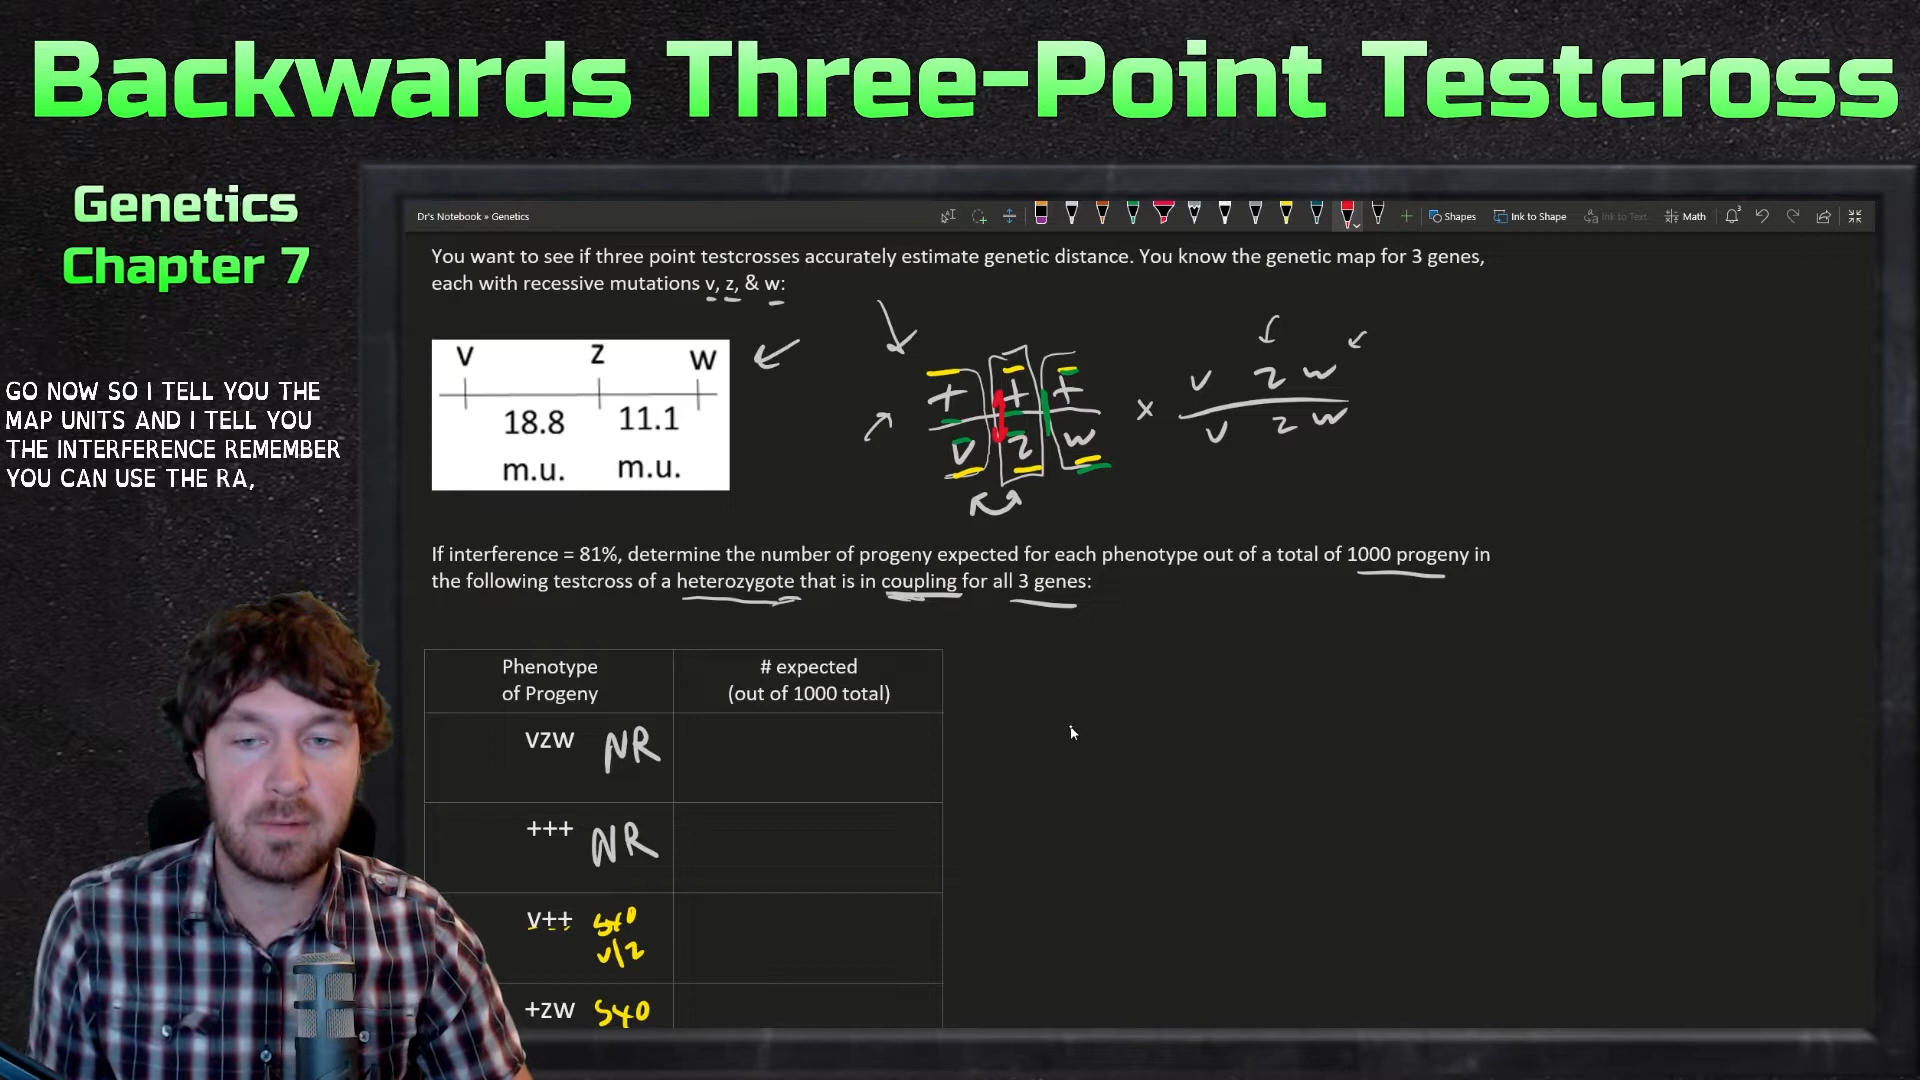 Backwards Three-Point Testcross
Genetics
Chapter 7
GO NOW SO I TELL YOU THE
MAP UNITS AND I TELL YOU
THE INTERFERENCE REMEMBER
YOU CAN USE THE RA,
Dr's Notebook » Genetics
Shapes
Ink to Shape
Ink to Text
Math
You want to see if three point testcrosses accurately estimate genetic distance. You know the genetic map for 3 genes,
each with recessive mutations v, z, & w:
V Z W
18.8 11.1
m.u. m.u.
+ + +
v z w
x
v z w
v z w
If interference = 81%, determine the number of progeny expected for each phenotype out of a total of 1000 progeny in
the following testcross of a heterozygote that is in coupling for all 3 genes:
Phenotype
of Progeny
# expected
(out of 1000 total)
vzw NR
+++ NR
v++ SCO
v/z
+zw SCO